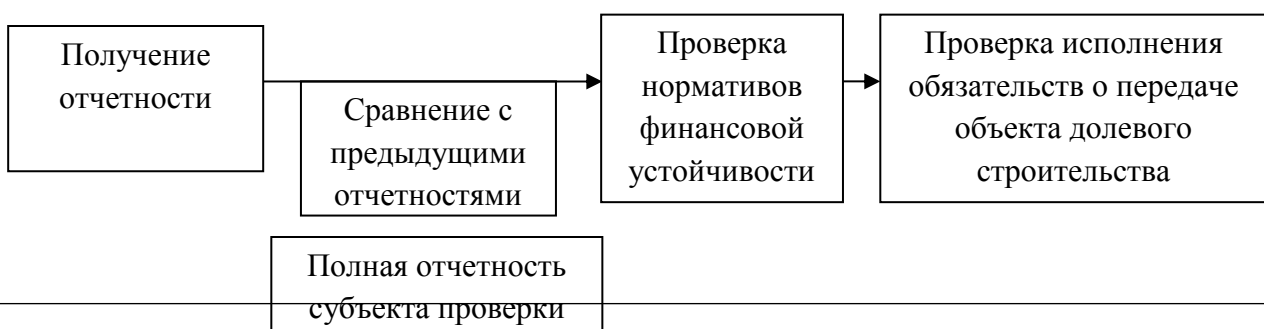 Получение
отчетности
Сравнение с
предыдущими
отчетностями
Проверка
нормативов
финансовой
устойчивости
Проверка исполнения
обязательств о передаче
объекта долевого
строительства
Полная отчетность
субъекта проверки